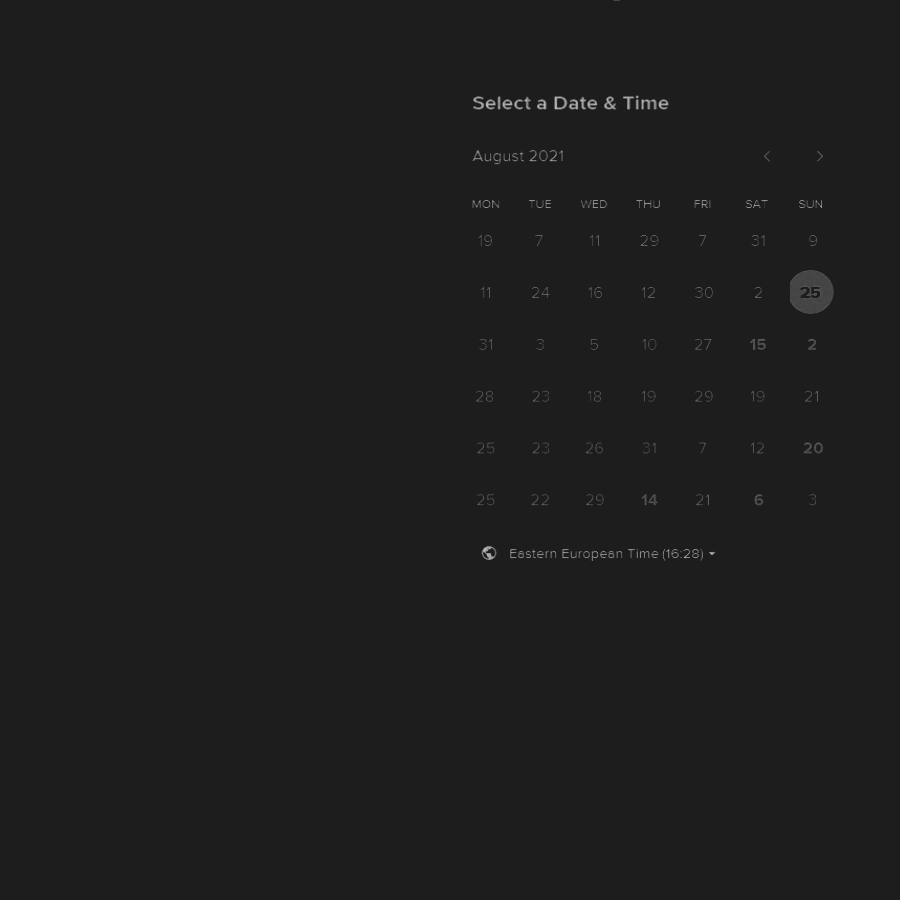 Select a Date & Time
August 2021
MON TUE WED THU FRI SAT SUN
19 7 11 29 7 31 9
11 24 16 12 30 2 25
31 3 5 10 27 15 2
28 23 18 19 29 19 21
25 23 26 31 7 12 20
25 22 29 14 21 6 3
Eastern European Time (16:28)